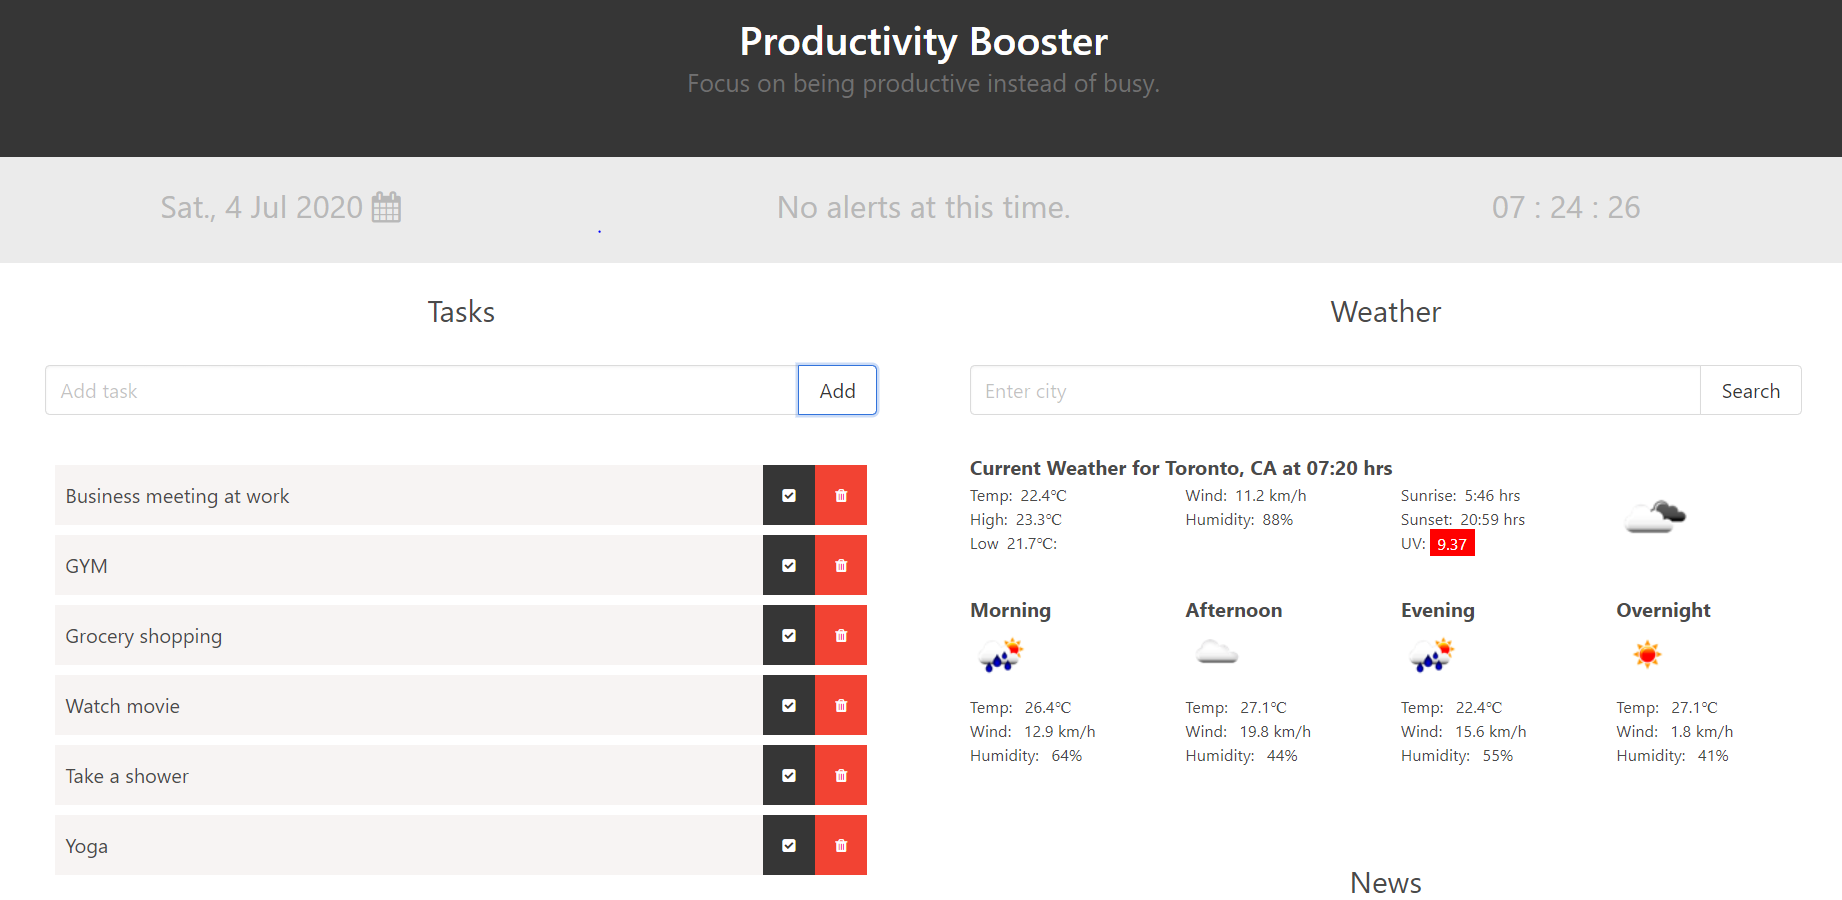 Productivity Booster
Focus on being productive instead of busy.
Sat., 4 Jul 2020
No alerts at this time.
07 : 24 : 26
Tasks
Add task
Add
Business meeting at work
GYM
Grocery shopping
Watch movie
Take a shower
Yoga
Weather
Enter city
Search
Current Weather for Toronto, CA at 07:20 hrs
Temp: 22.4°C
High: 23.3°C
Low 21.7°C:
Wind: 11.2 km/h
Humidity: 88%
Sunrise: 5:46 hrs
Sunset: 20:59 hrs
UV: 9.37
Morning
Temp: 26.4°C
Wind: 12.9 km/h
Humidity: 64%
Afternoon
Temp: 27.1°C
Wind: 19.8 km/h
Humidity: 44%
Evening
Temp: 22.4°C
Wind: 15.6 km/h
Humidity: 55%
Overnight
Temp: 27.1°C
Wind: 1.8 km/h
Humidity: 41%
News